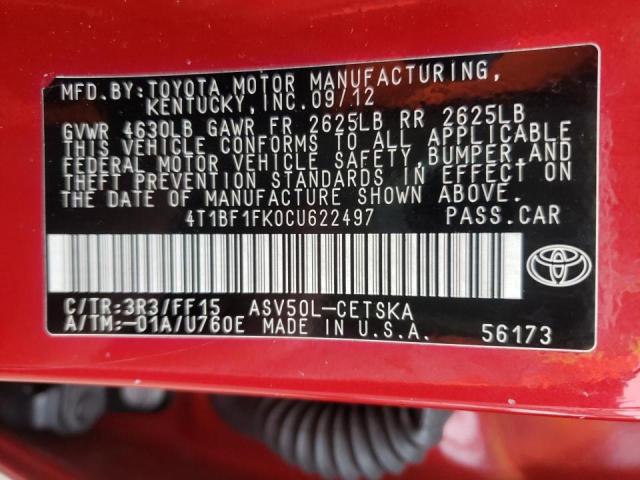 MFD.BY:TOYOTA MOTOR MANUFACTURING,
KENTUCKY,INC.09/12
GVWR 4630LB GAWR FR 2625LB RR 2625LB
THIS VEHICLE CONFORMS TO ALL APPLICABLE
FEDERAL MOTOR VEHICLE SAFETY,BUMPER,AND
THEFT PREVENTION STANDARDS IN EFFECT ON
THE DATE OF MANUFACTURE SHOWN ABOVE.
4T1BF1FK0CU622497 PASS.CAR
C/TR:3R3/FF15 ASV50L-CETSKA
A/TM:-01A/U760E MADE IN U.S.A. 56173